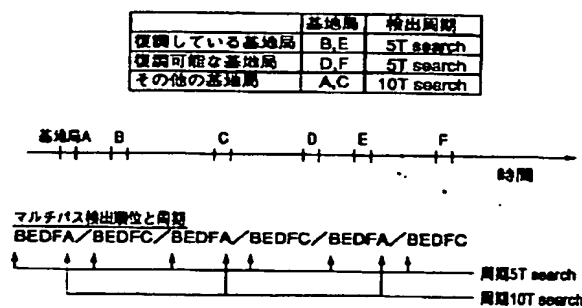 基地局 検出周期
復調している基地局 B,E 5T search
復調可能な基地局 D,F 5T search
その他の基地局 A,C 10T search
基地局A B C D E F
時間
マルチパス検出順位と周期
BEDFA/BEDFC/BEDFA/BEDFC/BEDFA/BEDFC
周期5T search
周期10T search